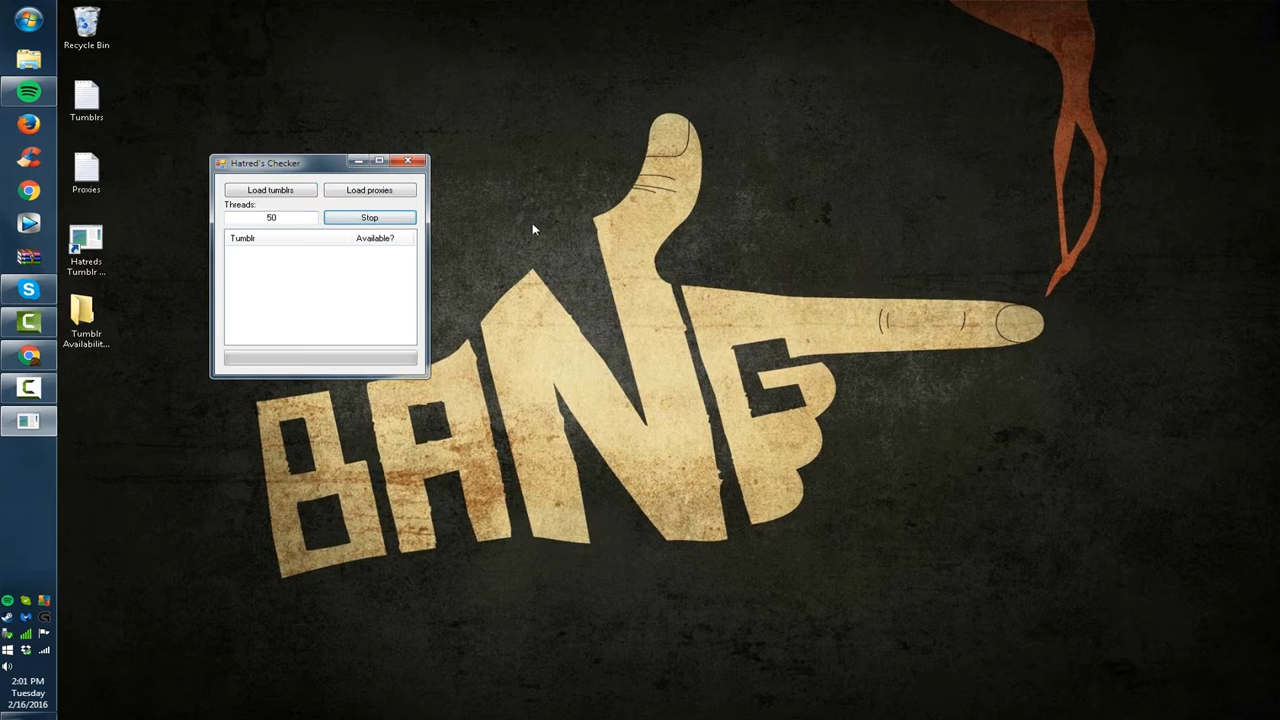 Recycle Bin
Tumblrs
Proxies
Hatreds
Tumblr ...
Tumblr
Availabilit...
Hatred's Checker
Load tumblrs
Load proxies
Threads:
50
Stop
Tumblr
Available?
BANG
2:01 PM
Tuesday
2/16/2016